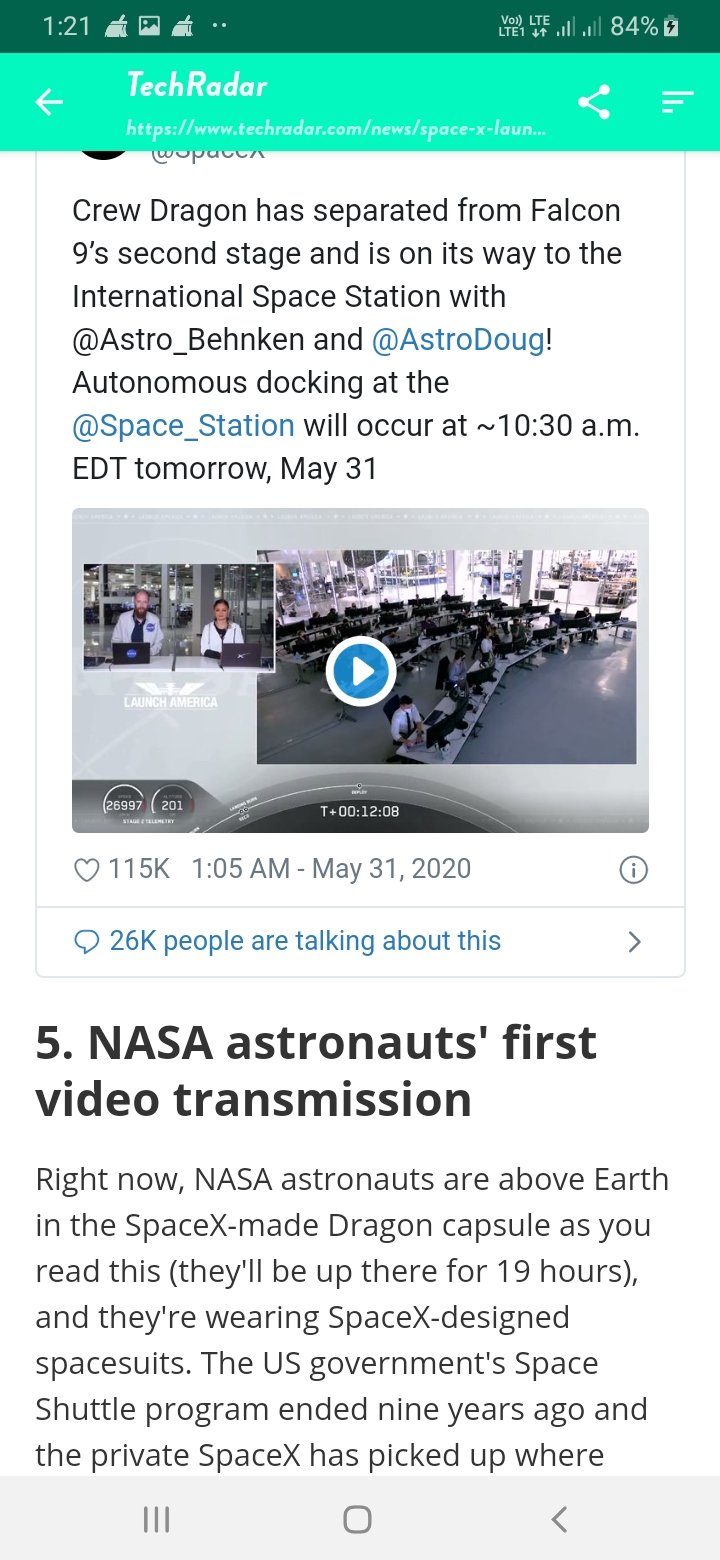 1:21
Vo)) LTE
LTE1
84%
TechRadar
https://www.techradar.com/news/space-x-laun...
@SpaceX
Crew Dragon has separated from Falcon
9’s second stage and is on its way to the
International Space Station with
@Astro_Behnken and @AstroDoug!
Autonomous docking at the
@Space_Station will occur at ~10:30 a.m.
EDT tomorrow, May 31
LAUNCH AMERICA
26997
201
STAGE 2 TELEMETRY
DEPLOY
T+00:12:08
115K 1:05 AM - May 31, 2020
26K people are talking about this
5. NASA astronauts' first
video transmission
Right now, NASA astronauts are above Earth
in the SpaceX-made Dragon capsule as you
read this (they'll be up there for 19 hours),
and they're wearing SpaceX-designed
spacesuits. The US government's Space
Shuttle program ended nine years ago and
the private SpaceX has picked up where